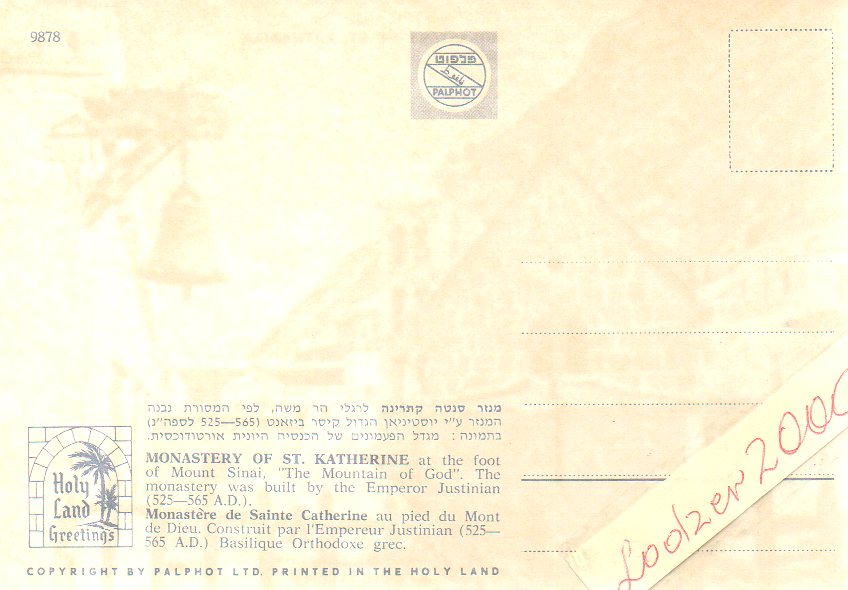 9878
פלפוט
PALPHOT
מנזר סנטה קתרינה לרגלי הר משה, לפי המסורת נבנה
המנזר ע״י יוסטיניאן הגדול קיסר ביזאנט (565—525 לספה״נ)
בתמונה: מגדל הפעמונים של הכנסיה היונית אורטודוכסית.
MONASTERY OF ST. KATHERINE at the foot
of Mount Sinai, "The Mountain of God". The
monastery was built by the Emperor Justinian
(525—565 A.D.).
Monastère de Sainte Catherine au pied du Mont
de Dieu. Construit par l'Empereur Justinian (525—
565 A.D.) Basilique Orthodoxe grec.
Holy
Land
Greetings
COPYRIGHT BY PALPHOT LTD. PRINTED IN THE HOLY LAND
Lodzer2000